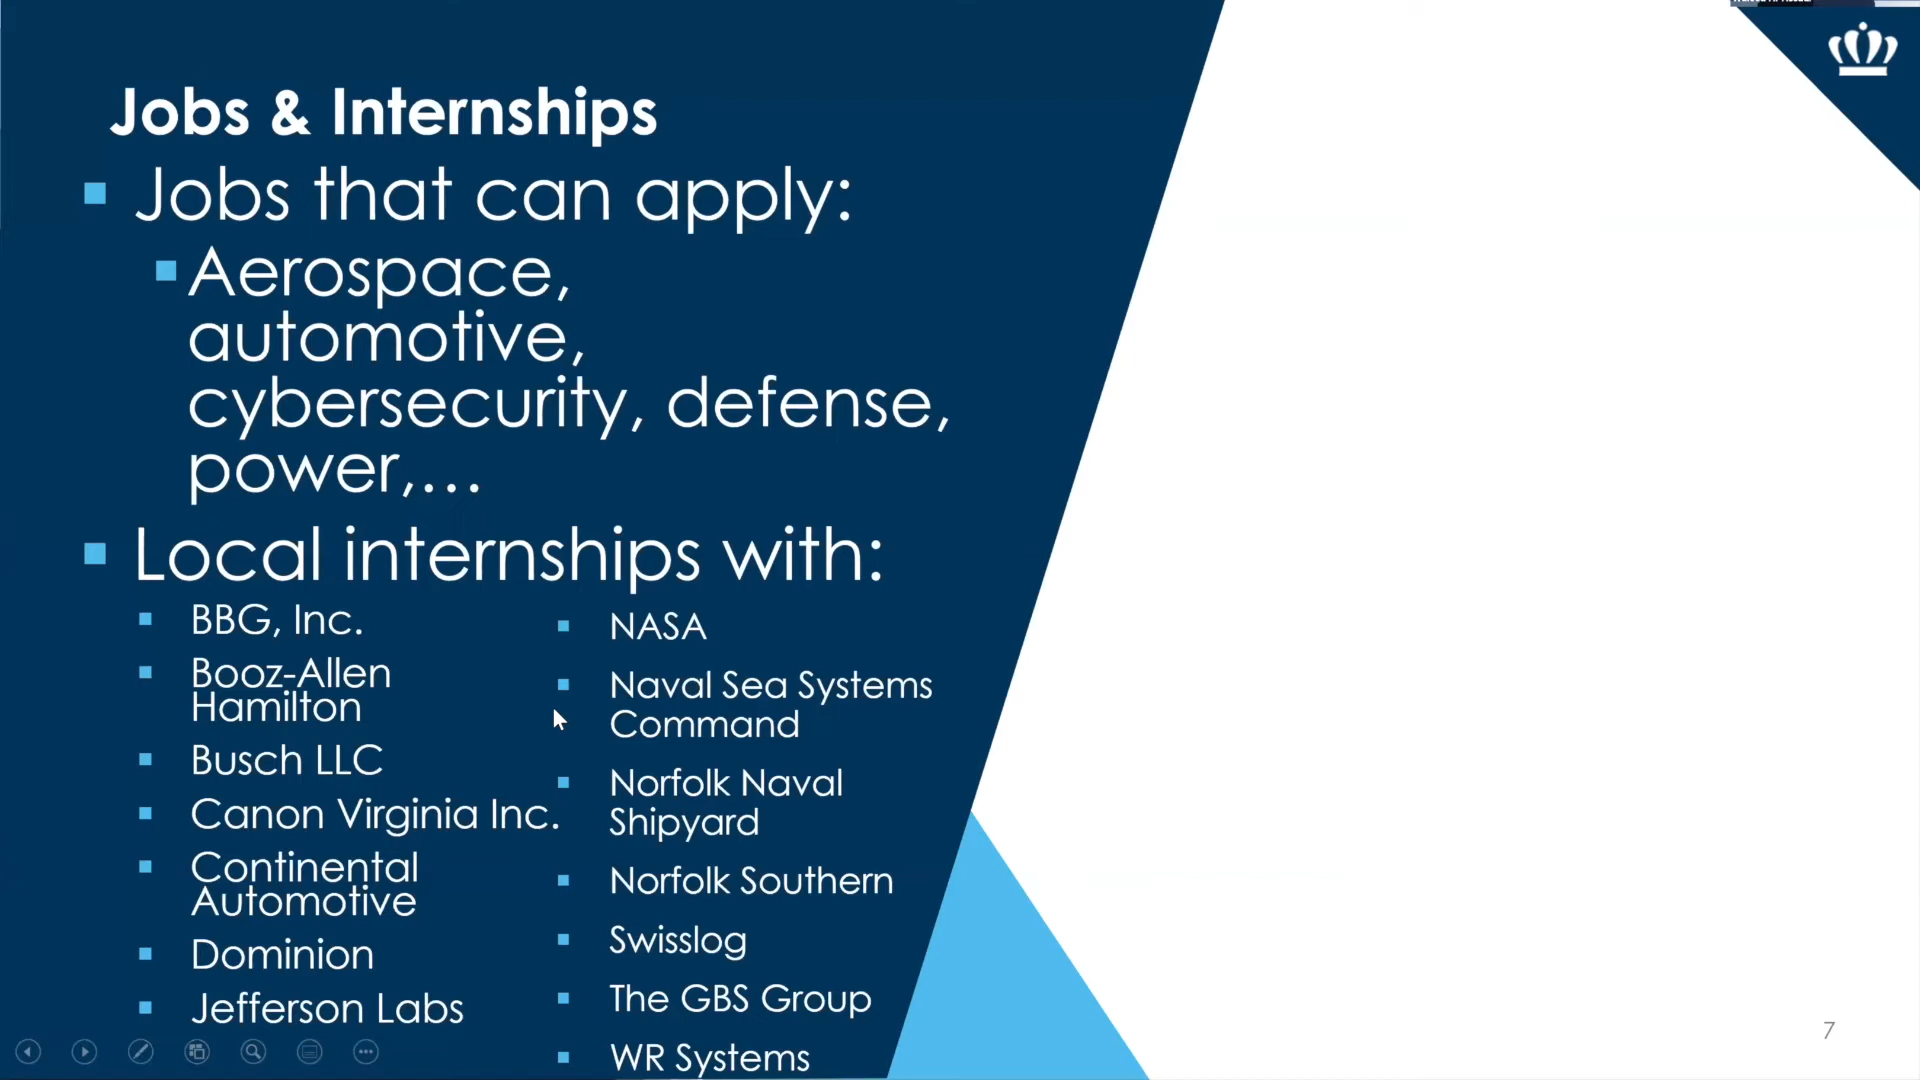 Jobs & Internships
Jobs that can apply:
Aerospace,
automotive,
cybersecurity, defense,
power,...
Local internships with:
BBG, Inc.
Booz-Allen
Hamilton
Busch LLC
Canon Virginia Inc.
Continental
Automotive
Dominion
Jefferson Labs
NASA
Naval Sea Systems
Command
Norfolk Naval
Shipyard
Norfolk Southern
Swisslog
The GBS Group
WR Systems
7